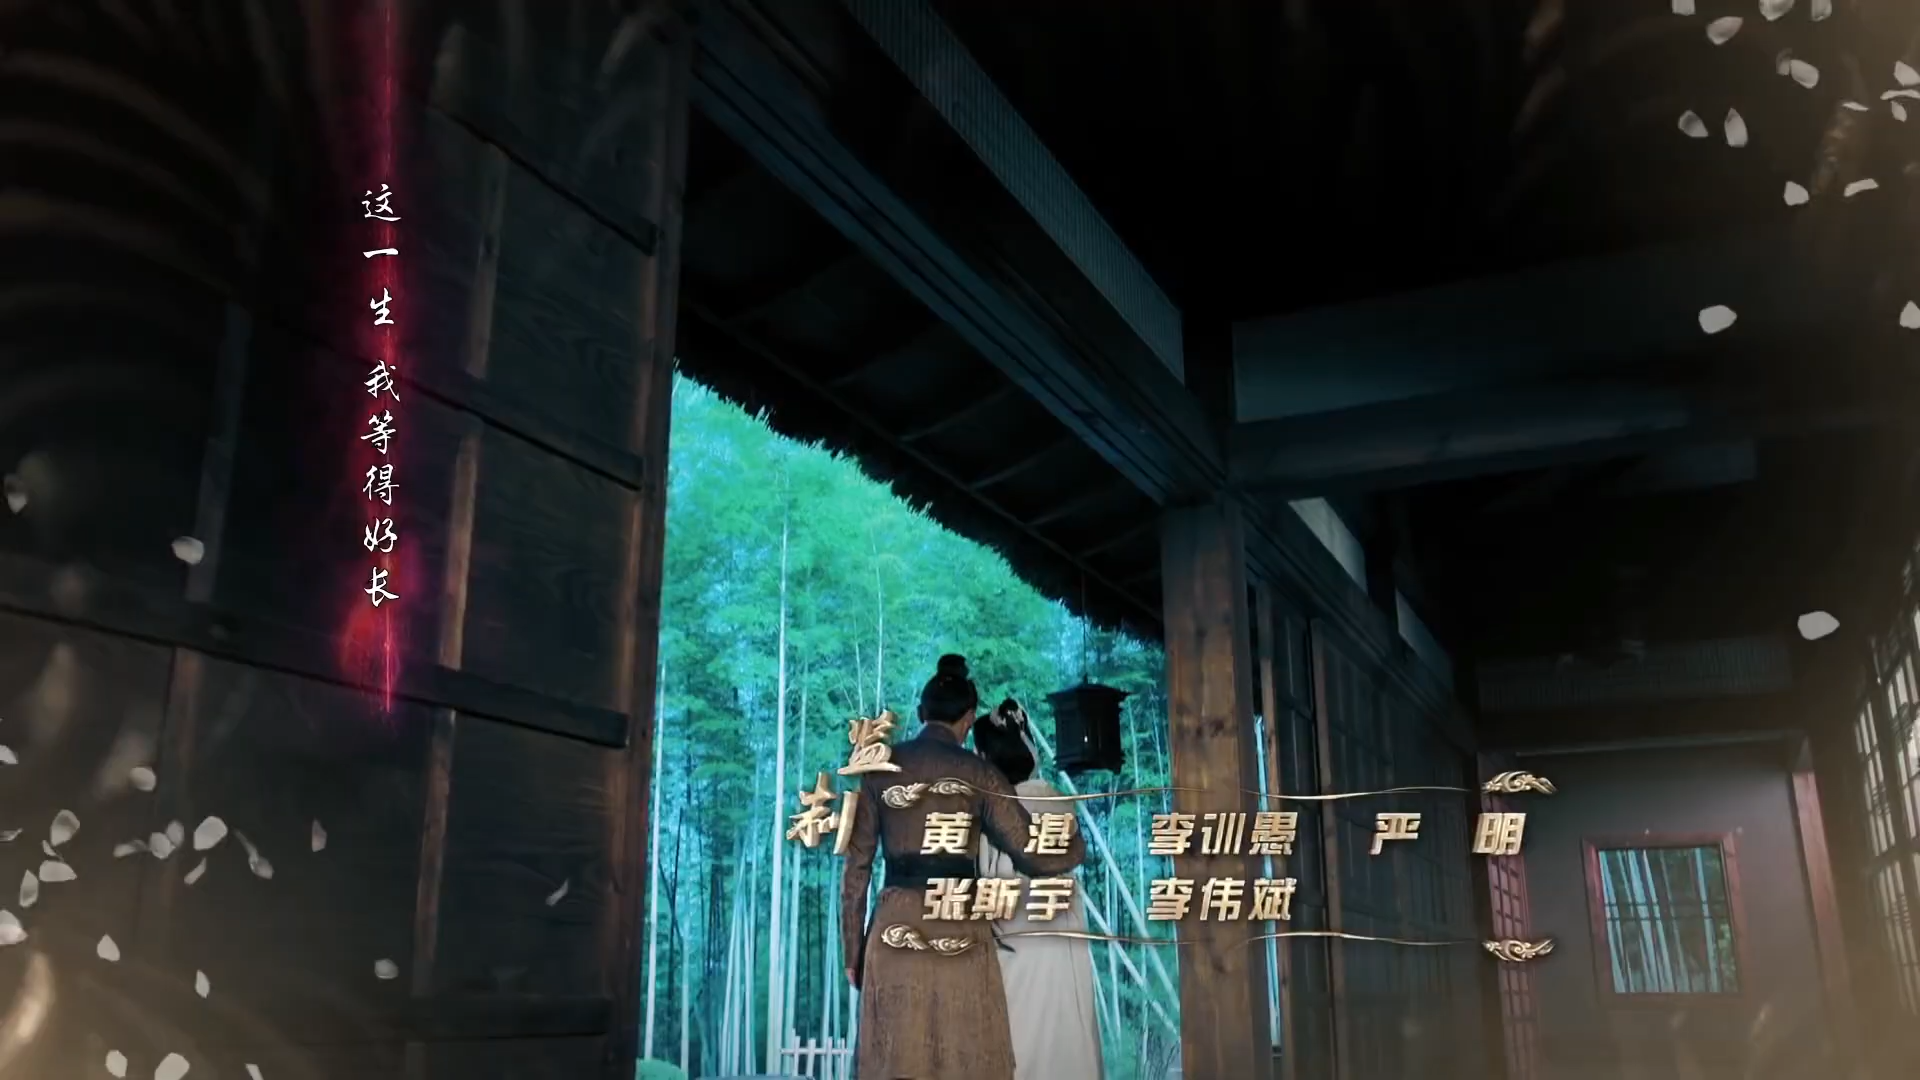 这一生 我等得好长
监制
黄湛 李训愚 严明
张斯宇 李伟斌